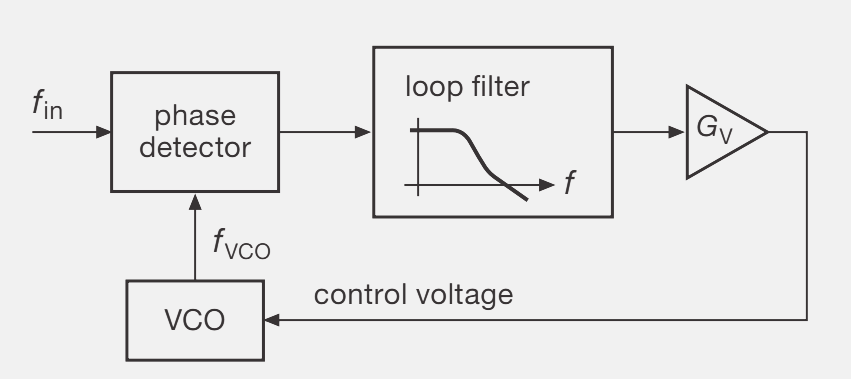 f_in
phase
detector
loop filter
f
G_V
f_VCO
control voltage
VCO